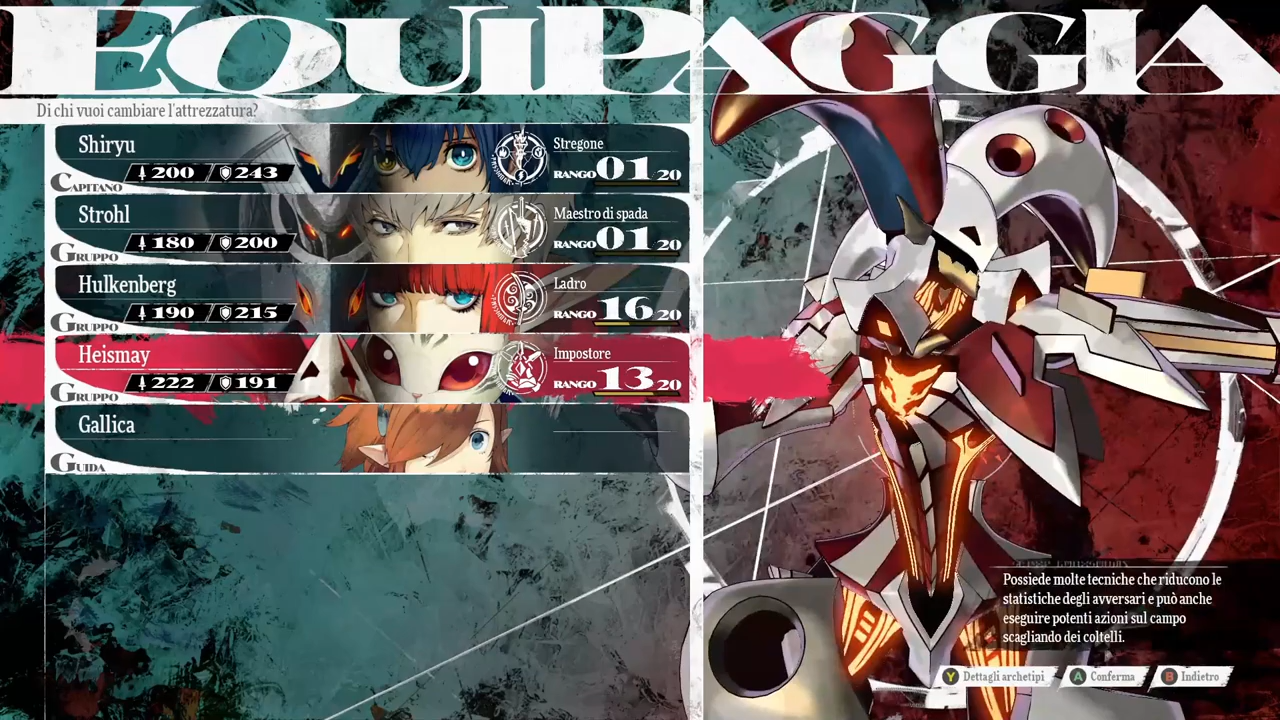 EQUIPAGGIA
Di chi vuoi cambiare l'attrezzatura?
Shiryu
200 243
CAPITANO
Stregone
RANGO 01 20
Strohl
180 200
GRUPPO
Maestro di spada
RANGO 01 20
Hulkenberg
190 215
GRUPPO
Ladro
RANGO 16 20
Heismay
222 191
GRUPPO
Impostore
RANGO 13 20
Gallica
GUIDA
Possiede molte tecniche che riducono le
statistiche degli avversari e può anche
eseguire potenti azioni sul campo
scagliando dei coltelli.
Y Dettagli archetipi A Conferma B Indietro